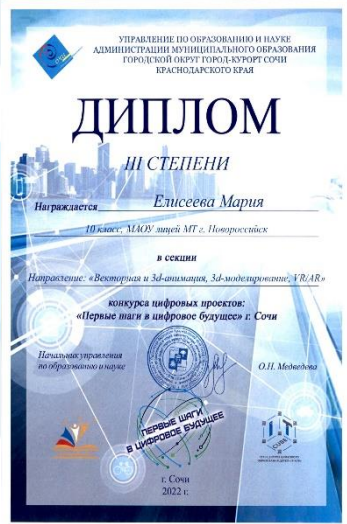 УПРАВЛЕНИЕ ПО ОБРАЗОВАНИЮ И НАУКЕ
АДМИНИСТРАЦИИ МУНИЦИПАЛЬНОГО ОБРАЗОВАНИЯ
ГОРОДСКОЙ ОКРУГ ГОРОД-КУРОРТ СОЧИ
КРАСНОДАРСКОГО КРАЯ
ДИПЛОМ
III СТЕПЕНИ
Награждается Елисеева Мария
10 класс, МАОУ лицей МТ г. Новороссийск
в секции
Направление: «Векторная и 3d-анимация, 3d-моделирование, VR/AR»
конкурса цифровых проектов:
«Первые шаги в цифровое будущее» г. Сочи
Начальник управления
по образованию и науке
О.Н. Медведева
ПЕРВЫЕ ШАГИ
В ЦИФРОВОЕ БУДУЩЕЕ
г. Сочи
2022 г.